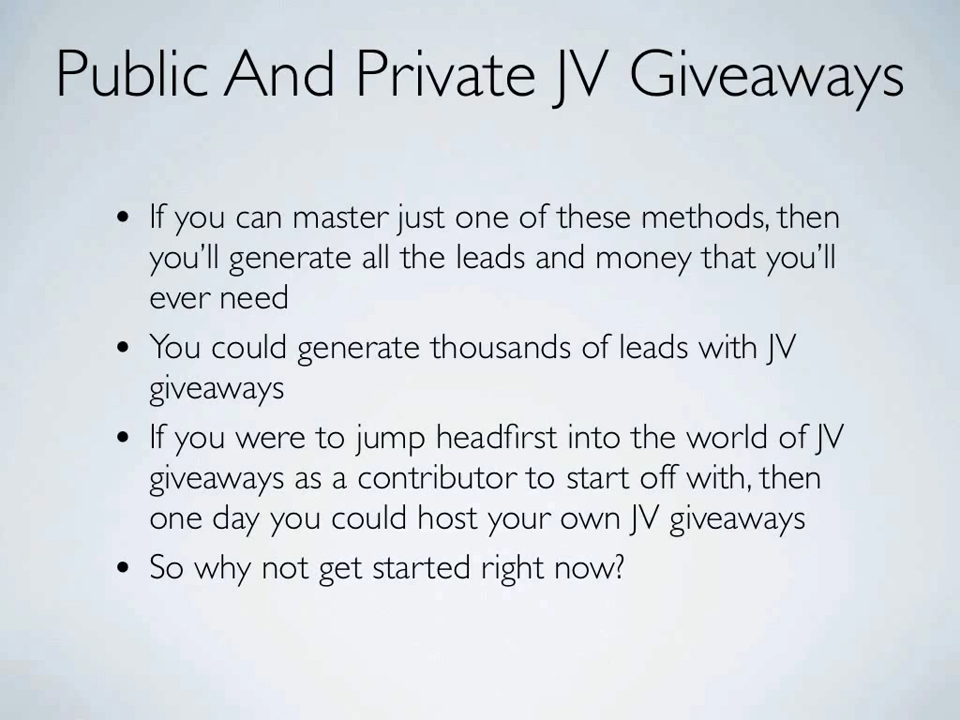 Public And Private JV Giveaways
• If you can master just one of these methods, then
you’ll generate all the leads and money that you’ll
ever need
• You could generate thousands of leads with JV
giveaways
• If you were to jump headfirst into the world of JV
giveaways as a contributor to start off with, then
one day you could host your own JV giveaways
• So why not get started right now?